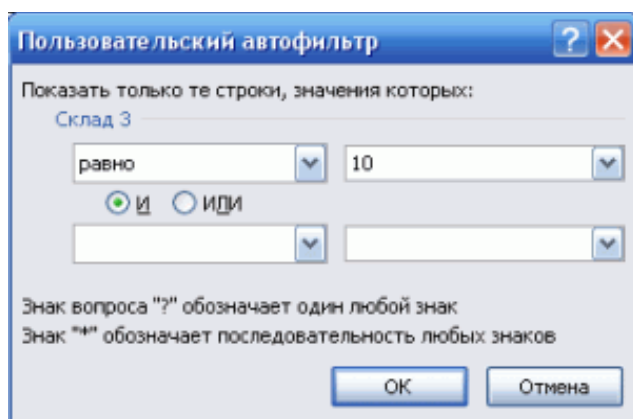 Пользовательский автофильтр
Показать только те строки, значения которых:
Склад 3
равно 10
И ИЛИ
Знак вопроса "?" обозначает один любой знак
Знак "*" обозначает последовательность любых знаков
ОК Отмена